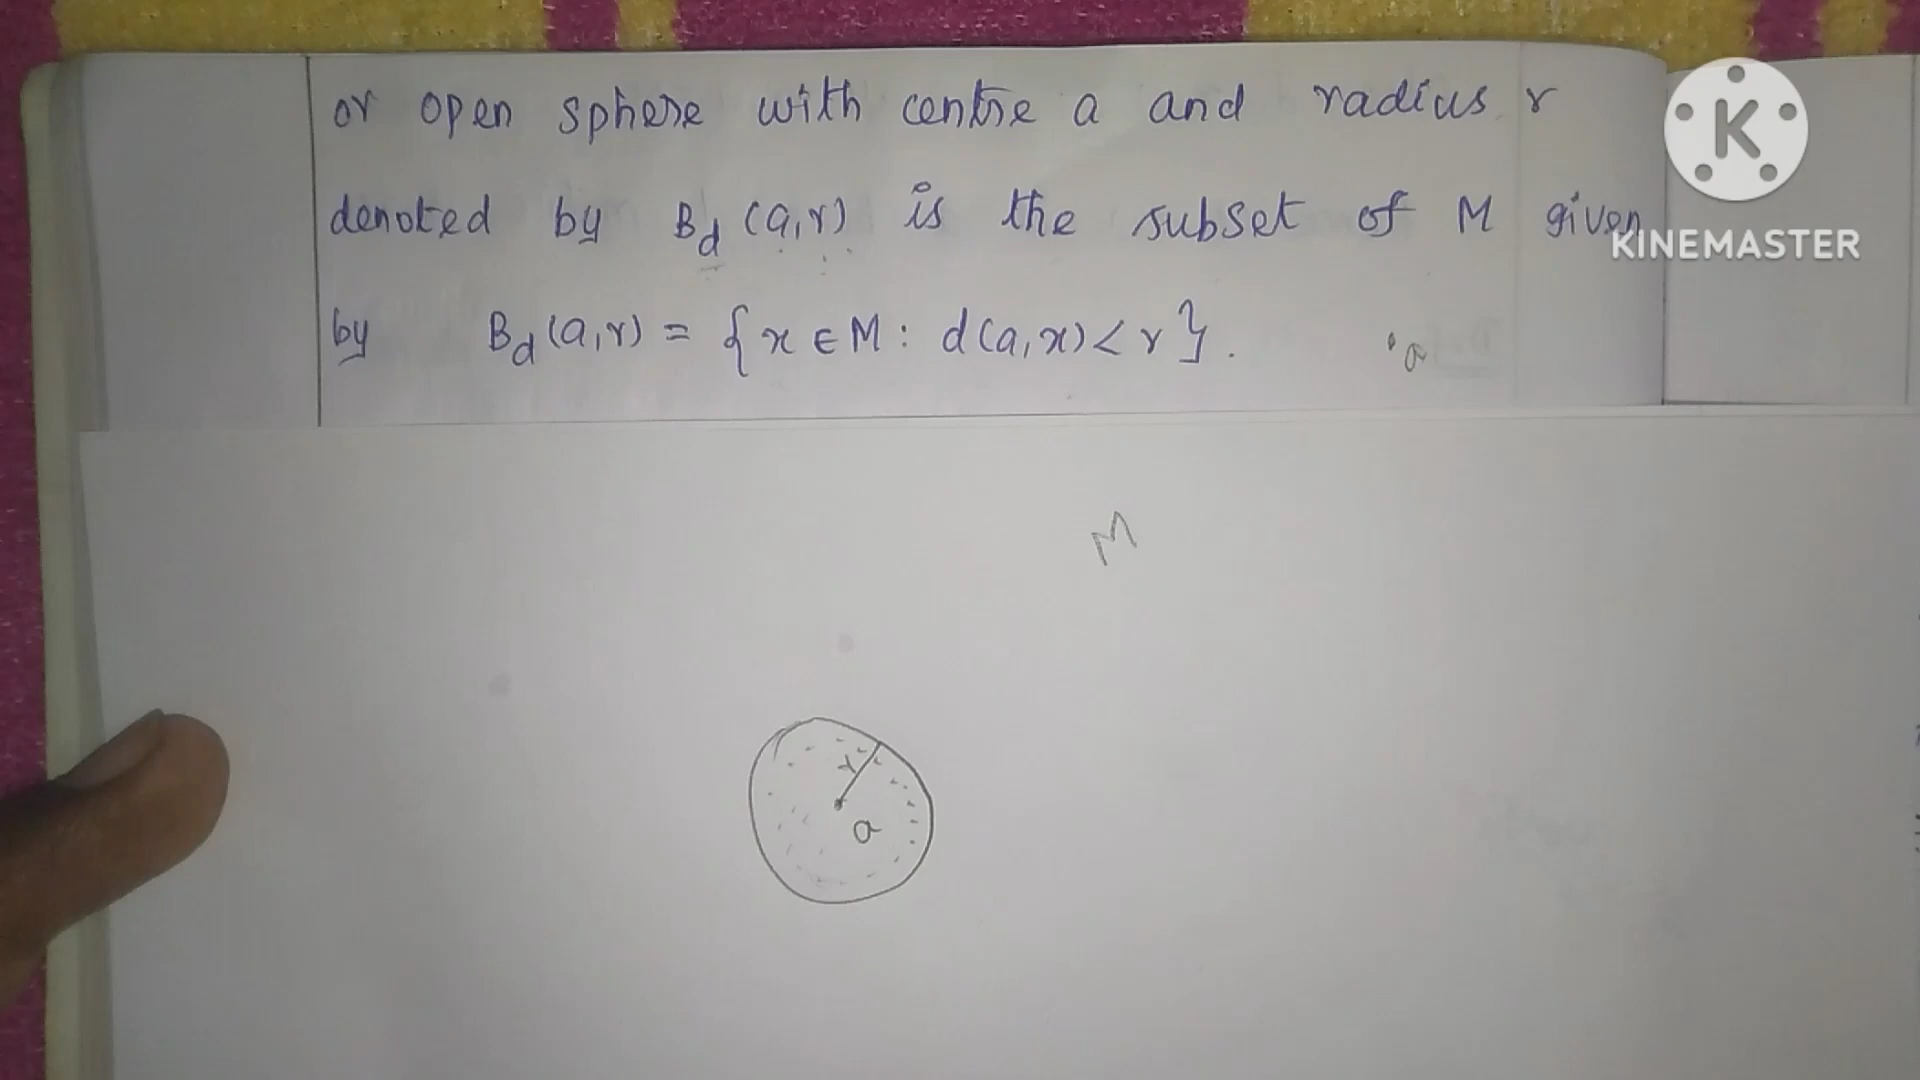 or open sphere with centre a and radius r
K
denoted by B_d (a,r) is the subset of M given
KINEMASTER
by B_d (a,r) = { x ∈ M : d(a,x) < r } .
a
M
r
a